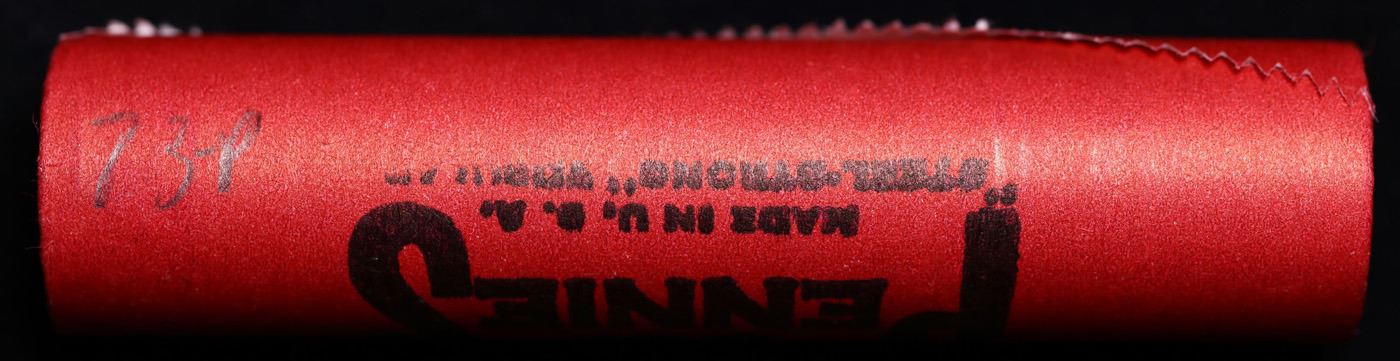 73-P
"STEEL-STRONG"
MADE IN U. S. A.
PENNIES